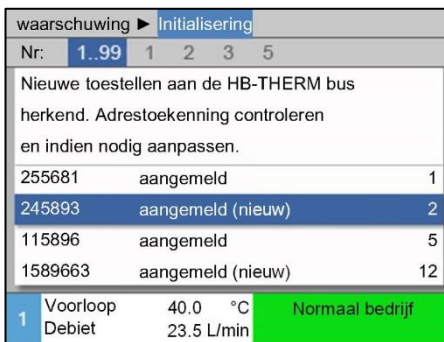 waarschuwing ► Initialisering
Nr: 1..99 1 2 3 5
Nieuwe toestellen aan de HB-THERM bus
herkend. Adrestoekenning controleren
en indien nodig aanpassen.
255681 aangemeld 1
245893 aangemeld (nieuw) 2
115896 aangemeld 5
1589663 aangemeld (nieuw) 12
1 Voorloop 40.0 °C Normaal bedrijf
Debiet 23.5 L/min